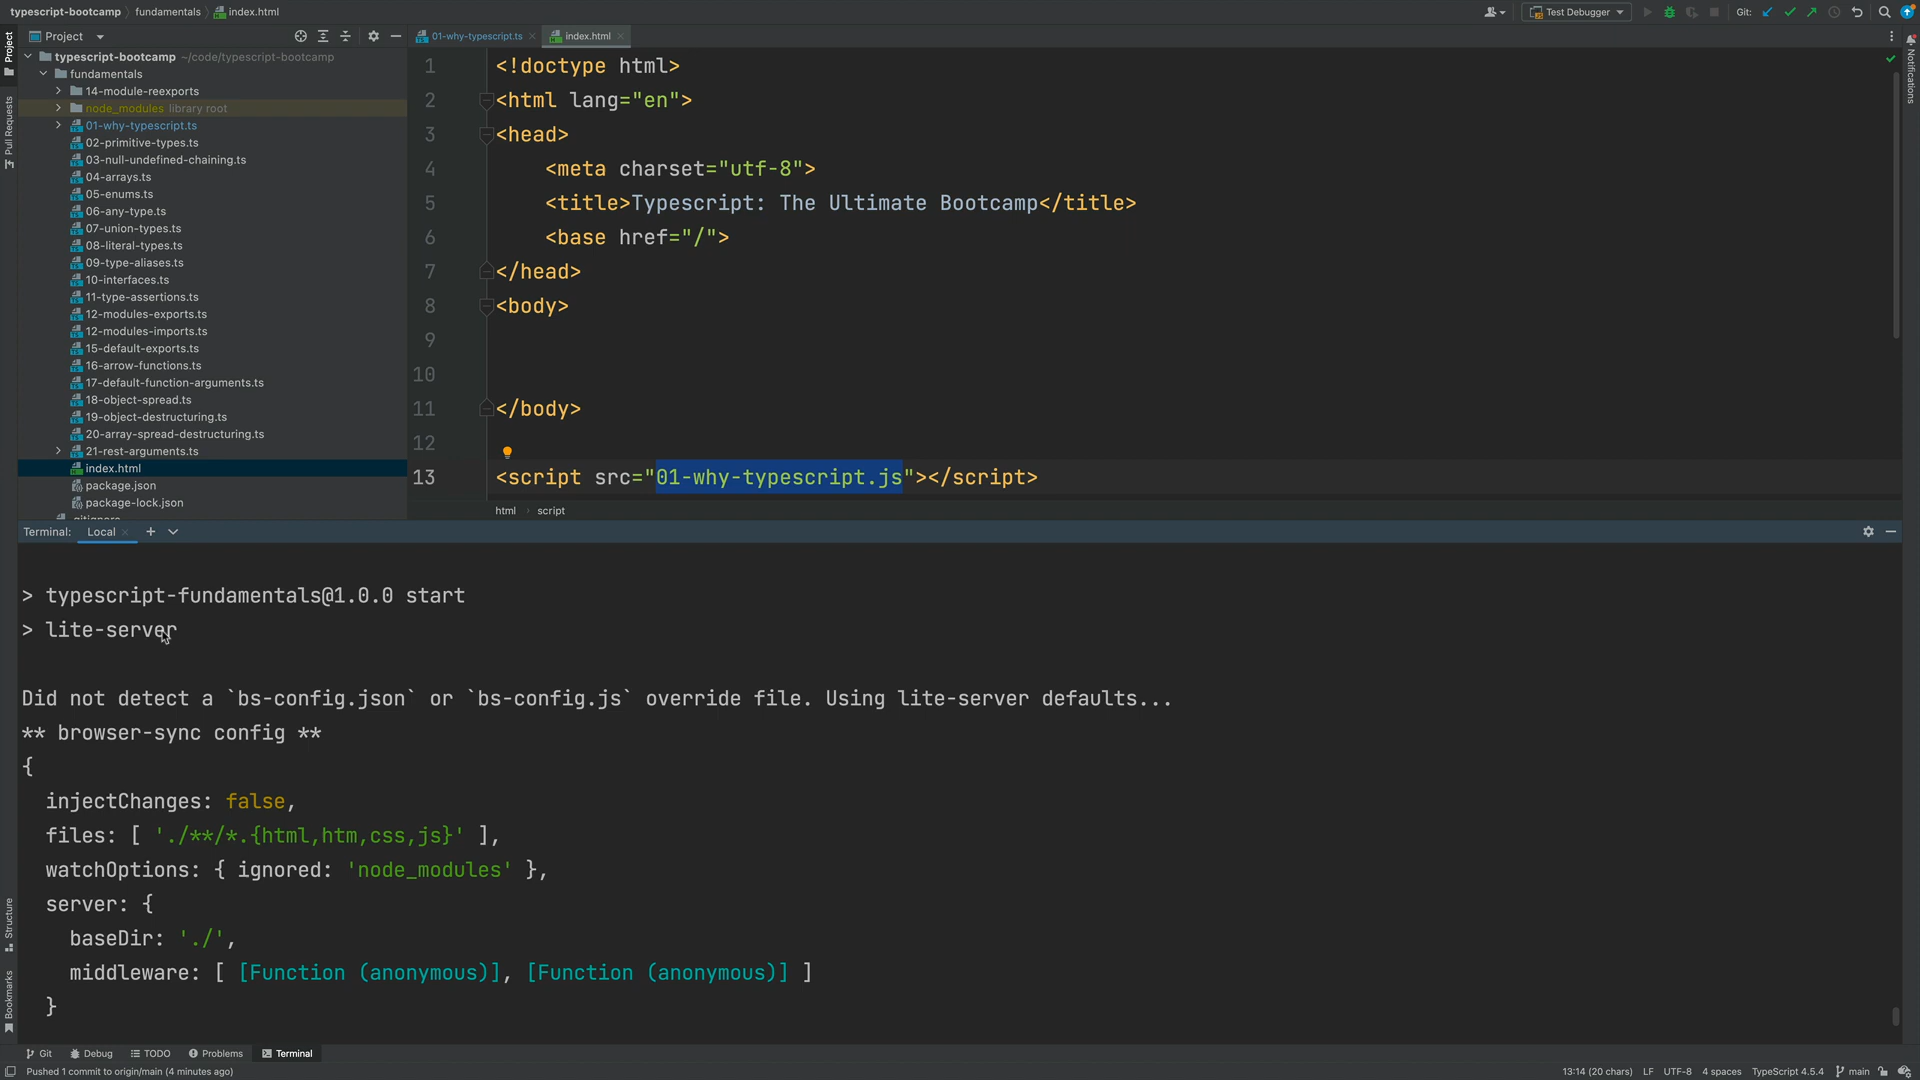 typescript-bootcamp fundamentals index.html
Test Debugger
Git:
Project
typescript-bootcamp ~/code/typescript-bootcamp
fundamentals
14-module-reexports
node_modules library root
01-why-typescript.ts
02-primitive-types.ts
03-null-undefined-chaining.ts
04-arrays.ts
05-enums.ts
06-any-type.ts
07-union-types.ts
08-literal-types.ts
09-type-aliases.ts
10-interfaces.ts
11-type-assertions.ts
12-modules-exports.ts
12-modules-imports.ts
15-default-exports.ts
16-arrow-functions.ts
17-default-function-arguments.ts
18-object-spread.ts
19-object-destructuring.ts
20-array-spread-destructuring.ts
21-rest-arguments.ts
index.html
package.json
package-lock.json
.gitignore
Project
Pull Requests
Structure
Bookmarks
Notifications
01-why-typescript.ts index.html
1 <!doctype html>
2 <html lang="en">
3 <head>
4 <meta charset="utf-8">
5 <title>Typescript: The Ultimate Bootcamp</title>
6 <base href="/">
7 </head>
8 <body>
9
10
11 </body>
12
13 <script src="01-why-typescript.js"></script>
html script
Terminal: Local
> typescript-fundamentals@1.0.0 start
> lite-server
Did not detect a `bs-config.json` or `bs-config.js` override file. Using lite-server defaults...
** browser-sync config **
{
injectChanges: false,
files: [ './**/*.{html,htm,css,js}' ],
watchOptions: { ignored: 'node_modules' },
server: {
baseDir: './',
middleware: [ [Function (anonymous)], [Function (anonymous)] ]
}
Git Debug TODO Problems Terminal
Pushed 1 commit to origin/main (4 minutes ago)
13:14 (20 chars) LF UTF-8 4 spaces TypeScript 4.5.4 main